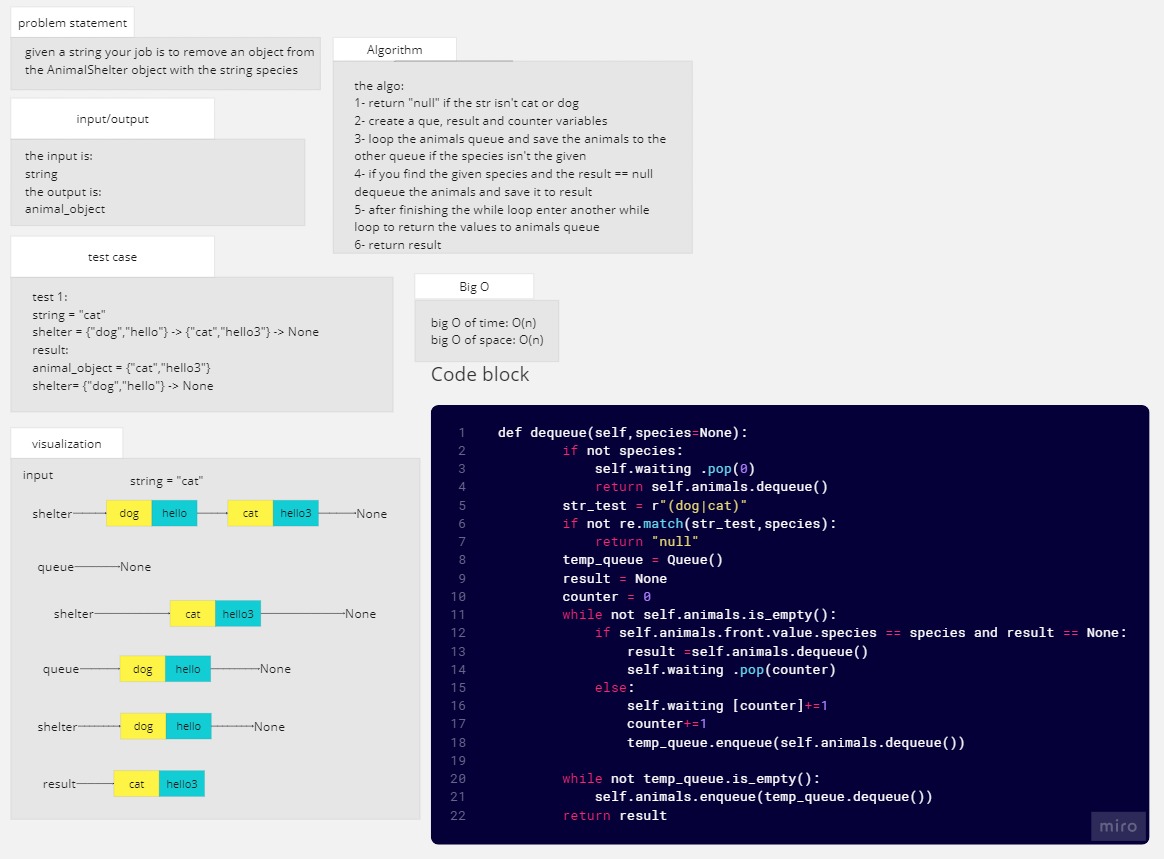 problem statement
given a string your job is to remove an object from
the AnimalShelter object with the string species
input/output
the input is:
string
the output is:
animal_object
test case
test 1:
string = "cat"
shelter = {"dog","hello"} -> {"cat","hello3"} -> None
result:
animal_object = {"cat","hello3"}
shelter= {"dog","hello"} -> None
visualization
input
string = "cat"
shelter dog hello cat hello3 None
queue None
shelter cat hello3 None
queue dog hello None
shelter dog hello None
result cat hello3
Algorithm
the algo:
1- return "null" if the str isn't cat or dog
2- create a que, result and counter variables
3- loop the animals queue and save the animals to the
other queue if the species isn't the given
4- if you find the given species and the result == null
dequeue the animals and save it to result
5- after finishing the while loop enter another while
loop to return the values to animals queue
6- return result
Big O
big O of time: O(n)
big O of space: O(n)
Code block
1 def dequeue(self,species=None):
2 if not species:
3 self.waiting .pop(0)
4 return self.animals.dequeue()
5 str_test = r"(dog|cat)"
6 if not re.match(str_test,species):
7 return "null"
8 temp_queue = Queue()
9 result = None
10 counter = 0
11 while not self.animals.is_empty():
12 if self.animals.front.value.species == species and result == None:
13 result =self.animals.dequeue()
14 self.waiting .pop(counter)
15 else:
16 self.waiting [counter]+=1
17 counter+=1
18 temp_queue.enqueue(self.animals.dequeue())
19
20 while not temp_queue.is_empty():
21 self.animals.enqueue(temp_queue.dequeue())
22 return result
miro